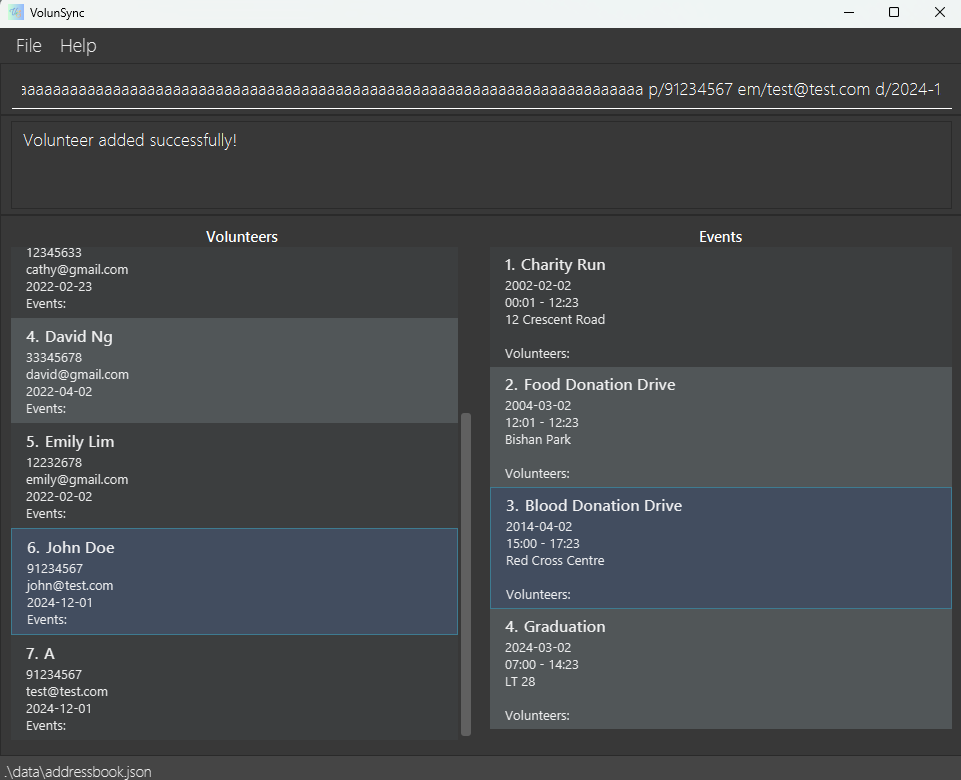 VolunSync
File Help
aaaaaaaaaaaaaaaaaaaaaaaaaaaaaaaaaaaaaaaaaaaaaaaaaaaaaaaaaaaaaaaaaaaaaaa p/91234567 em/test@test.com d/2024-1
Volunteer added successfully!
Volunteers
12345633
cathy@gmail.com
2022-02-23
Events:
4. David Ng
33345678
david@gmail.com
2022-04-02
Events:
5. Emily Lim
12232678
emily@gmail.com
2022-02-02
Events:
6. John Doe
91234567
john@test.com
2024-12-01
Events:
7. A
91234567
test@test.com
2024-12-01
Events:
Events
1. Charity Run
2002-02-02
00:01 - 12:23
12 Crescent Road
Volunteers:
2. Food Donation Drive
2004-03-02
12:01 - 12:23
Bishan Park
Volunteers:
3. Blood Donation Drive
2014-04-02
15:00 - 17:23
Red Cross Centre
Volunteers:
4. Graduation
2024-03-02
07:00 - 14:23
LT 28
Volunteers:
.\data\addressbook.json